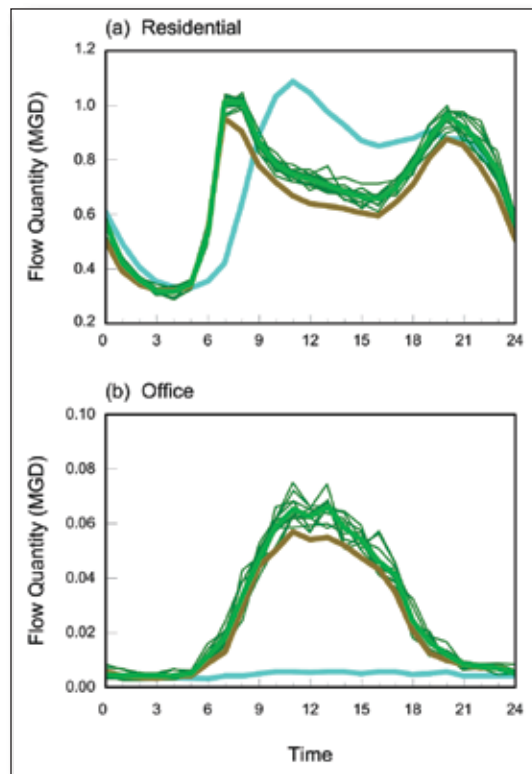 (a) Residential
1.2
1.0
0.8
0.6
0.4
0.2
Flow Quantity (MGD)
0 3 6 9 12 15 18 21 24
(b) Office
0.10
0.08
0.06
0.04
0.02
0.00
Flow Quantity (MGD)
0 3 6 9 12 15 18 21 24
Time